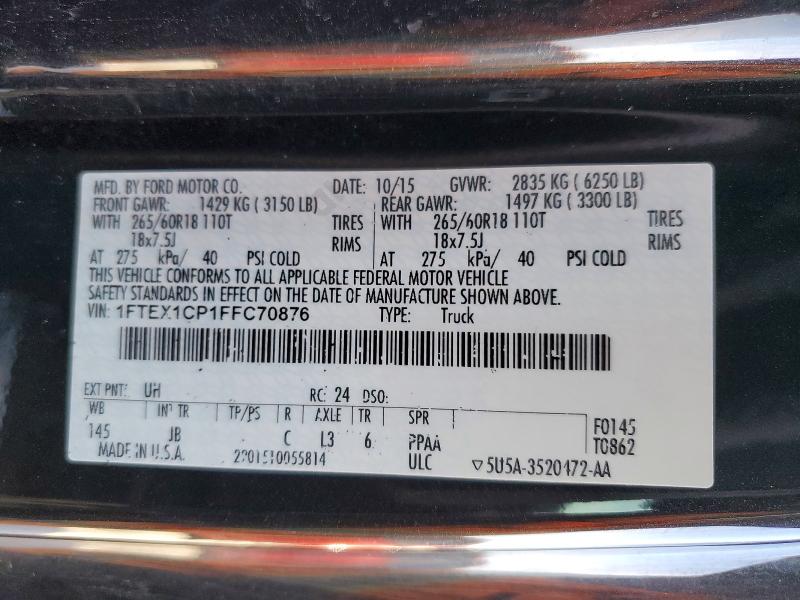 MFD. BY FORD MOTOR CO. DATE: 10/15 GVWR: 2835 KG ( 6250 LB)
FRONT GAWR: 1429 KG ( 3150 LB) REAR GAWR: 1497 KG ( 3300 LB)
WITH 265/60R18 110T TIRES WITH 265/60R18 110T TIRES
18x7.5J RIMS 18x7.5J RIMS
AT 275 kPa/ 40 PSI COLD AT 275 kPa/ 40 PSI COLD
THIS VEHICLE CONFORMS TO ALL APPLICABLE FEDERAL MOTOR VEHICLE
SAFETY STANDARDS IN EFFECT ON THE DATE OF MANUFACTURE SHOWN ABOVE.
VIN: 1FTEX1CP1FFC70876 TYPE: Truck
EXT PNT: UH RC: 24 DSO:
WB INT TR TP/PS R AXLE TR SPR
145 JB C L3 6 PPAA F0145
T0862
MADE IN U.S.A. ULC ▽5U5A-3520472-AA